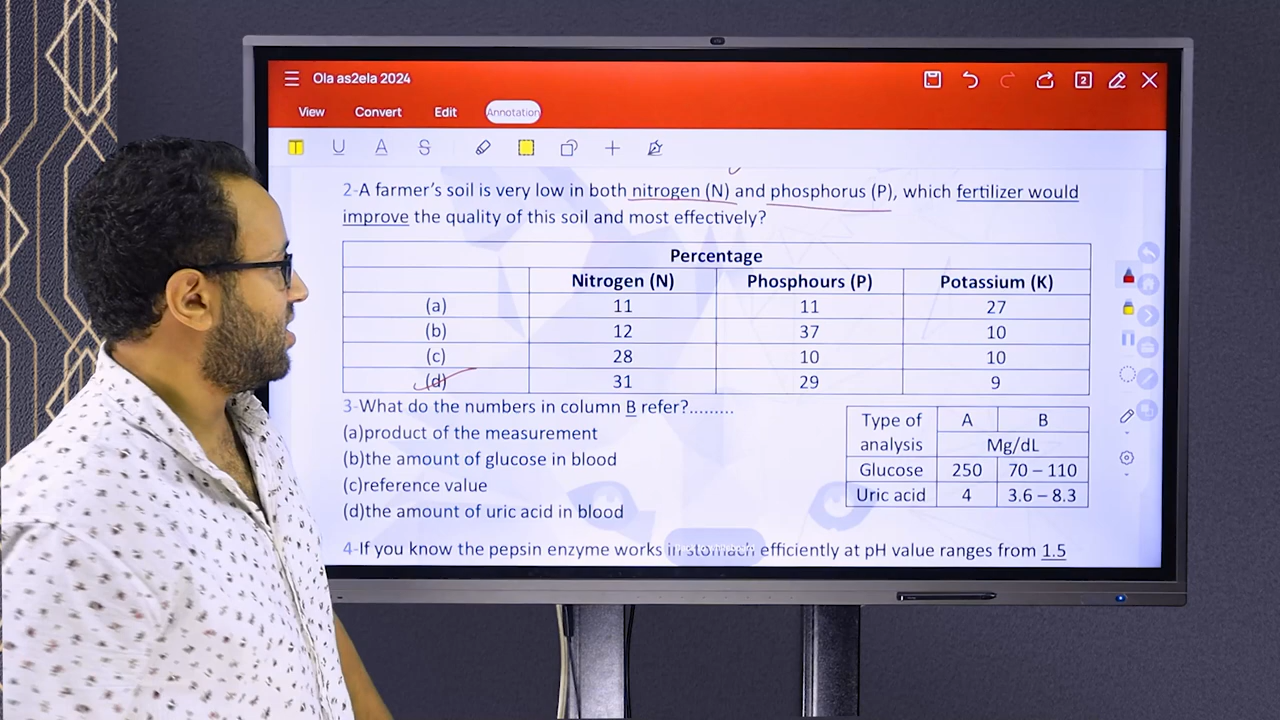 Ola as2ela 2024
View Convert Edit Annotation
2-A farmer's soil is very low in both nitrogen (N) and phosphorus (P), which fertilizer would
improve the quality of this soil and most effectively?
Percentage
Nitrogen (N) Phosphours (P) Potassium (K)
(a) 11 11 27
(b) 12 37 10
(c) 28 10 10
(d) 31 29 9
3-What do the numbers in column B refer?.........
(a)product of the measurement
(b)the amount of glucose in blood
(c)reference value
(d)the amount of uric acid in blood
Type of analysis A B
Mg/dL
Glucose 250 70 – 110
Uric acid 4 3.6 – 8.3
4-If you know the pepsin enzyme works in stomach efficiently at pH value ranges from 1.5